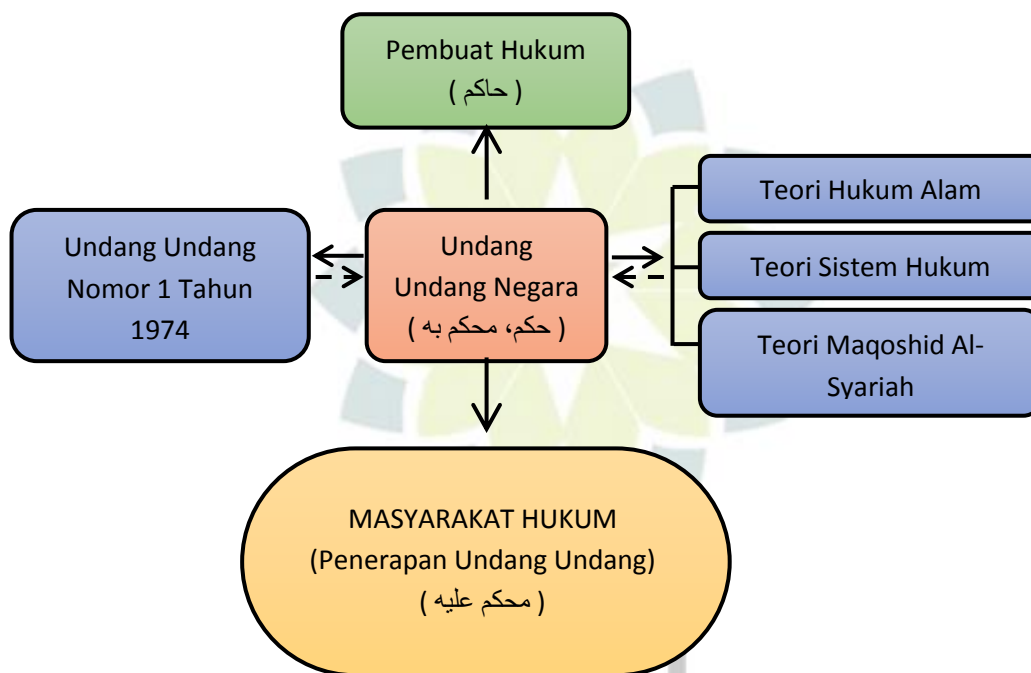 Pembuat Hukum
( حاكم )
Undang Undang
Nomor 1 Tahun
1974
Undang
Undang Negara
( حكم، محكم به )
Teori Hukum Alam
Teori Sistem Hukum
Teori Maqoshid Al-
Syariah
MASYARAKAT HUKUM
(Penerapan Undang Undang)
( محكم عليه )